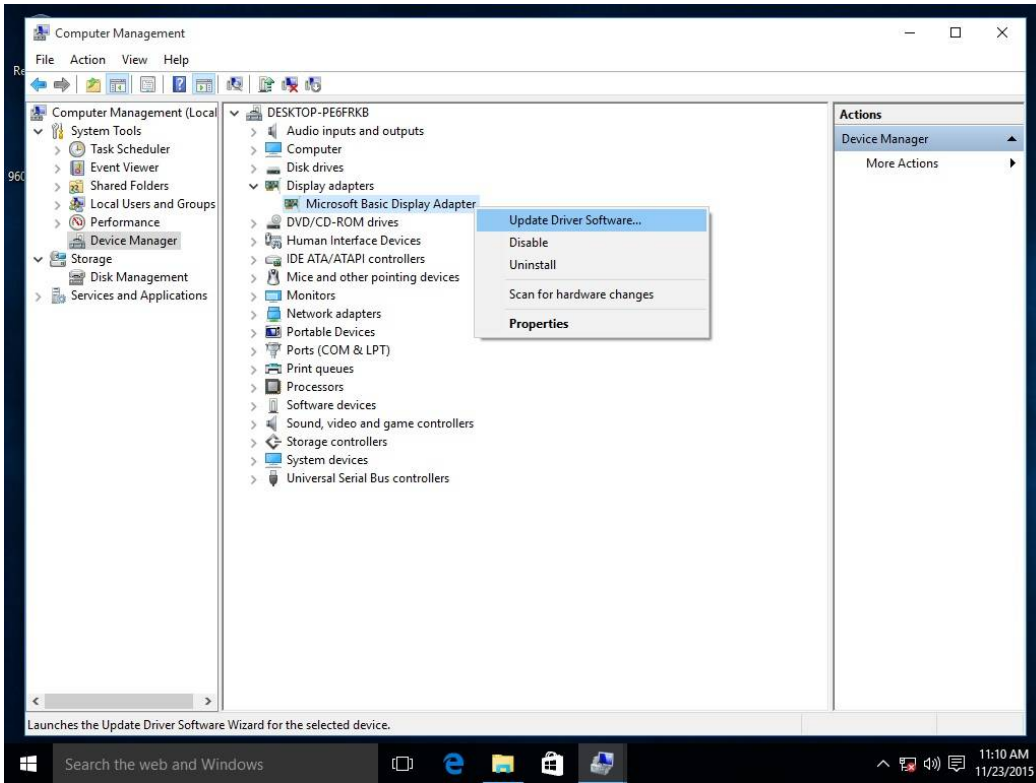 Computer Management
File Action View Help
Re
960
Computer Management (Local
System Tools
Task Scheduler
Event Viewer
Shared Folders
Local Users and Groups
Performance
Device Manager
Storage
Disk Management
Services and Applications
DESKTOP-PE6FRKB
Audio inputs and outputs
Computer
Disk drives
Display adapters
Microsoft Basic Display Adapter
DVD/CD-ROM drives
Human Interface Devices
IDE ATA/ATAPI controllers
Mice and other pointing devices
Monitors
Network adapters
Portable Devices
Ports (COM & LPT)
Print queues
Processors
Software devices
Sound, video and game controllers
Storage controllers
System devices
Universal Serial Bus controllers
Update Driver Software...
Disable
Uninstall
Scan for hardware changes
Properties
Actions
Device Manager
More Actions
Launches the Update Driver Software Wizard for the selected device.
Search the web and Windows
11:10 AM
11/23/2015